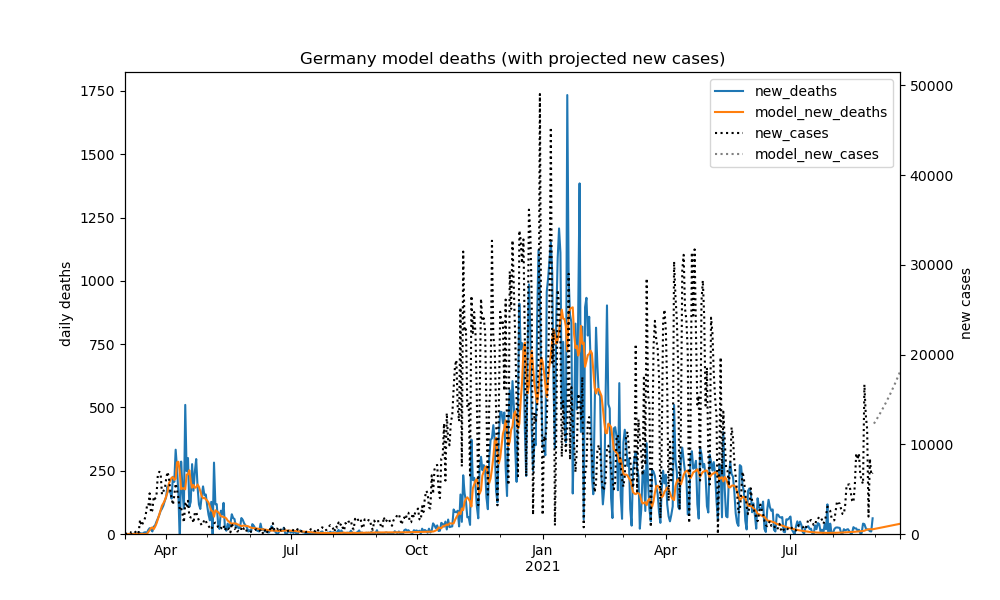 Germany model deaths (with projected new cases)
new_deaths
model_new_deaths
new_cases
model_new_cases
daily deaths
1750
1500
1250
1000
750
500
250
0
new cases
50000
40000
30000
20000
10000
0
Apr
Jul
Oct
Jan
2021
Apr
Jul